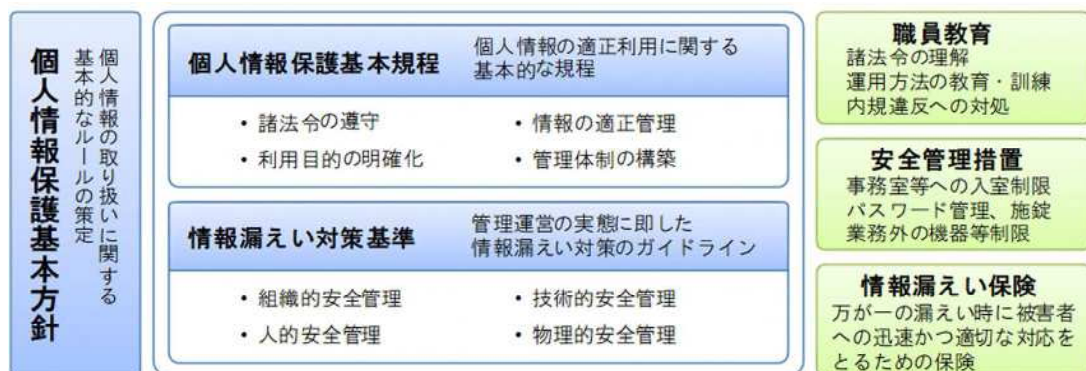 個人情報保護基本方針
個人情報の取り扱いに関する
基本的なルールの策定
個人情報保護基本規程
個人情報の適正利用に関する
基本的な規程
・諸法令の遵守
・情報の適正管理
・利用目的の明確化
・管理体制の構築
情報漏えい対策基準
管理運営の実態に即した
情報漏えい対策のガイドライン
・組織的安全管理
・技術的安全管理
・人的安全管理
・物理的安全管理
職員教育
諸法令の理解
運用方法の教育・訓練
内規違反への対処
安全管理措置
事務室等への入室制限
パスワード管理、施錠
業務外の機器等制限
情報漏えい保険
万が一の漏えい時に被害者
への迅速かつ適切な対応を
とるための保険